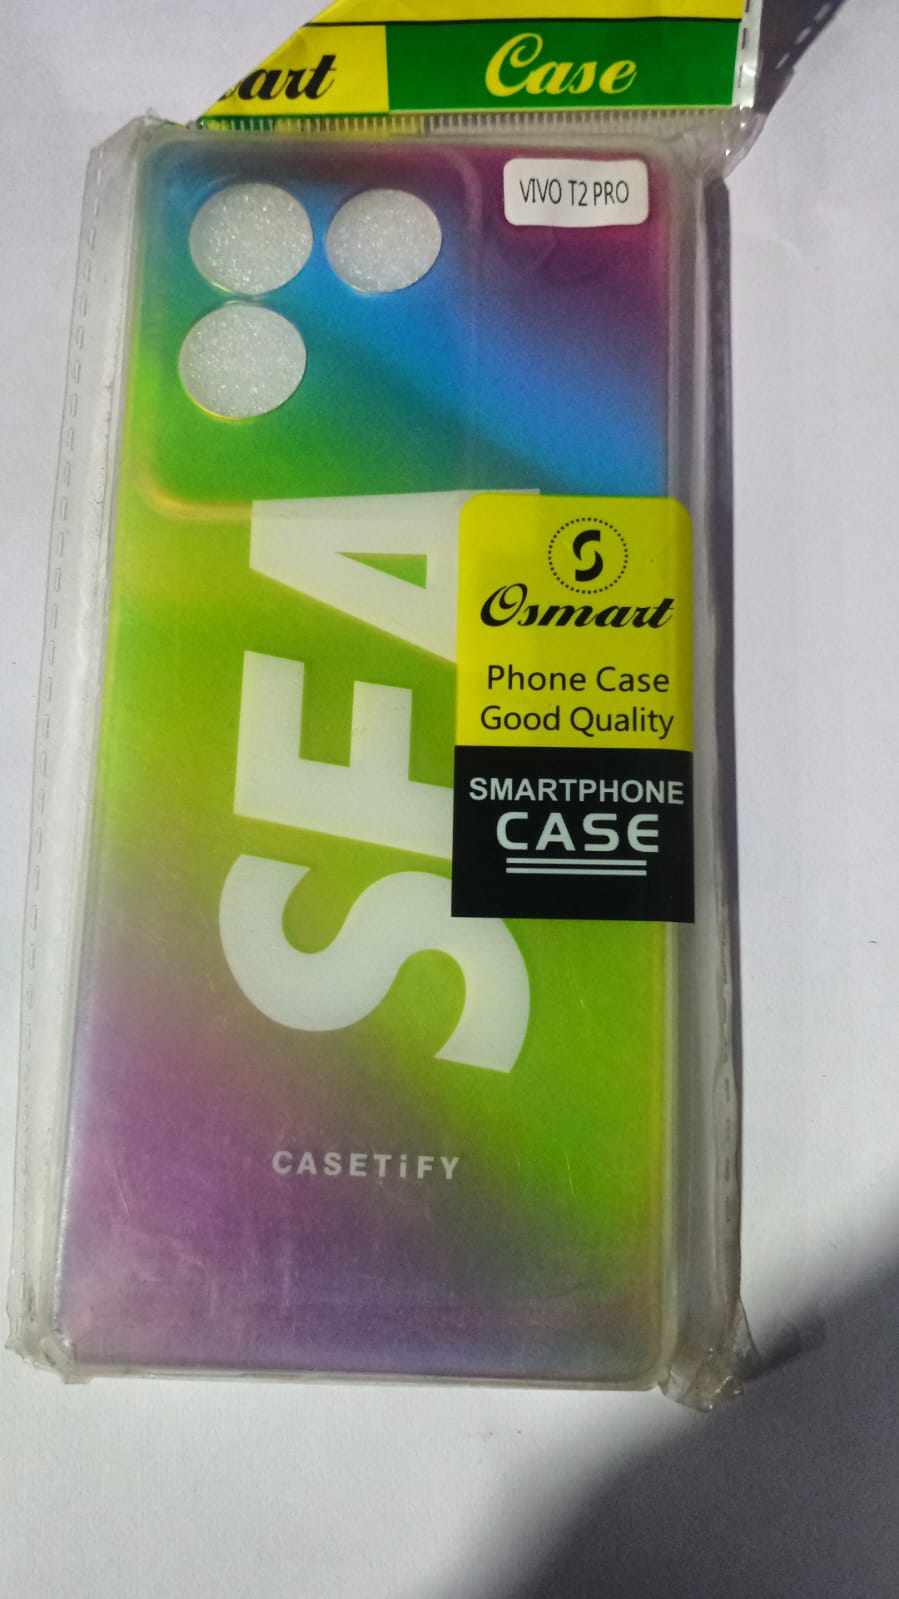 Case
VIVO T2 PRO
Osmart
Phone Case
Good Quality
SMARTPHONE
CASE
SEA
CASETiFY